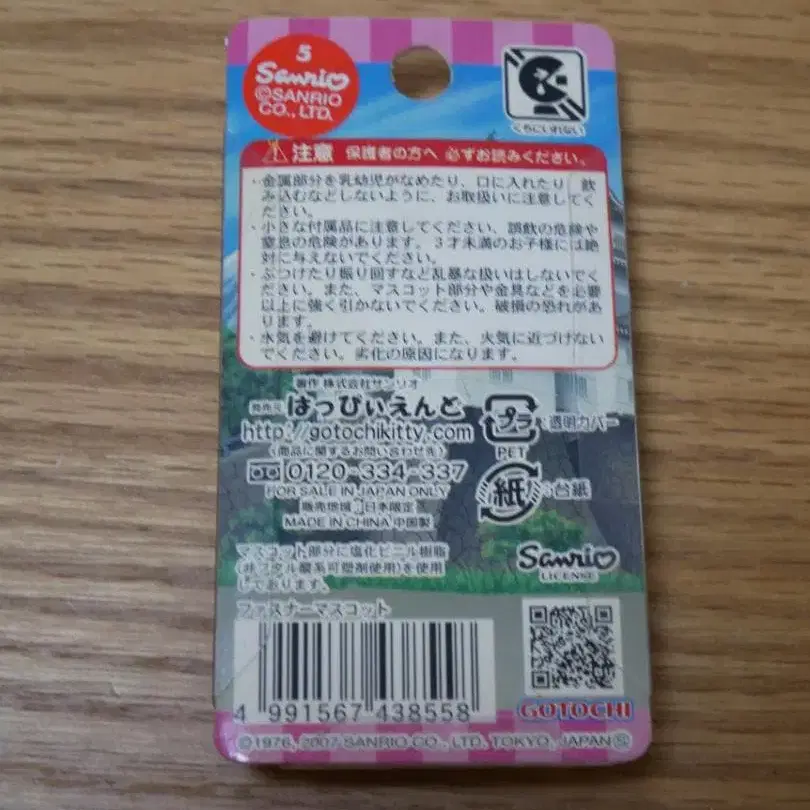 5
Sanrio
©SANRIO
CO., LTD.
くちにいれない
注意 保護者の方へ 必ずお読みください。
・金属部分を乳幼児がなめたり、口に入れたり、飲
み込むなどしないように、お取扱いに注意してく
ださい。
・小さな付属品に注意してください、誤飲の危険や
窒息の危険があります。3才未満のお子様には絶
対に与えないでください。
・ぶつけたり振り回すなど乱暴な扱いはしないでく
ださい。また、マスコット部分や金具などを必要
以上に強く引かないでください。破損の恐れがあ
ります。
・水気を避けてください。また、火気に近づけない
でください。劣化の原因になります。
著作 株式会社サンリオ
発売元 はっぴぃえんど
http://gotochikitty.com
〈商品に関するお問い合わせ先〉
0120-334-337
FOR SALE IN JAPAN ONLY
販売地域：日本限定
MADE IN CHINA 中国製
プラ :透明カバー
PET
紙 :台紙
マスコット部分に塩化ビニル樹脂
(非フタル酸系可塑剤使用)を使用
しております。
Sanrio
LICENSE
ファスナーマスコット
4 991567 438558
GOTOCHI
©1976, 2007 SANRIO CO., LTD. TOKYO, JAPAN Ⓢ